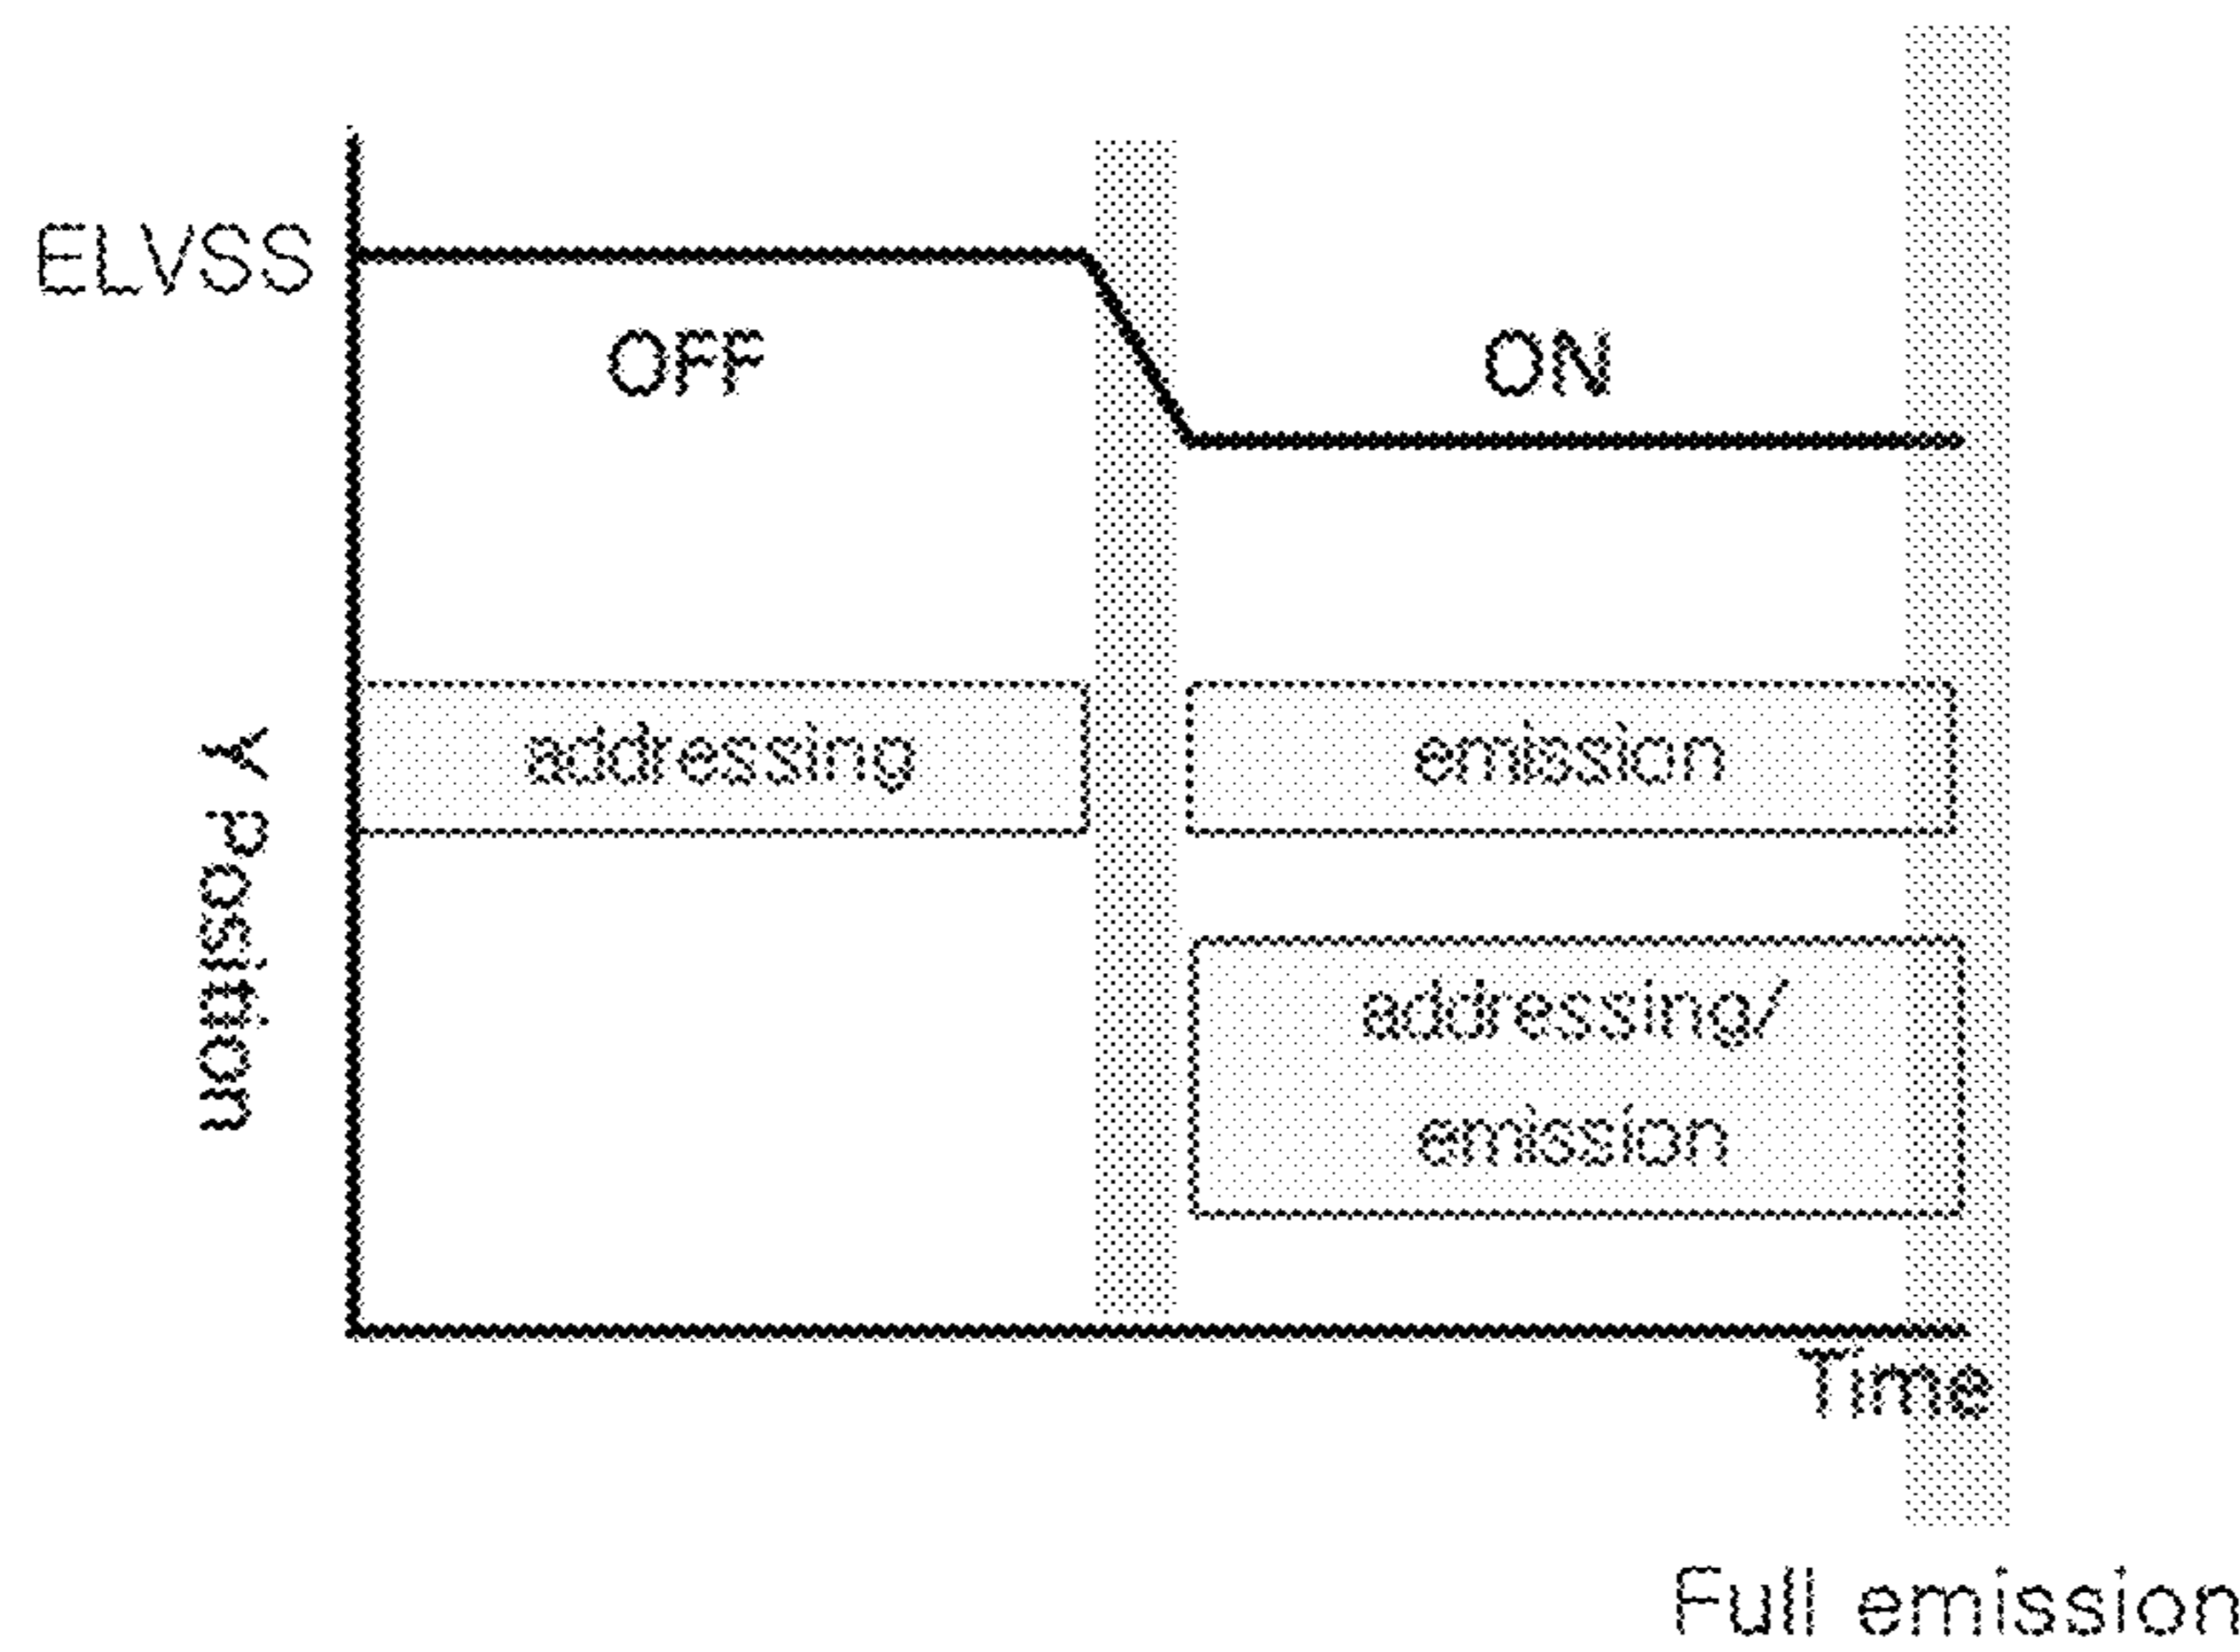 ELVSS
OFF
ON
addressing
emission
Y Position
addressing/
emission
Time
Full emission